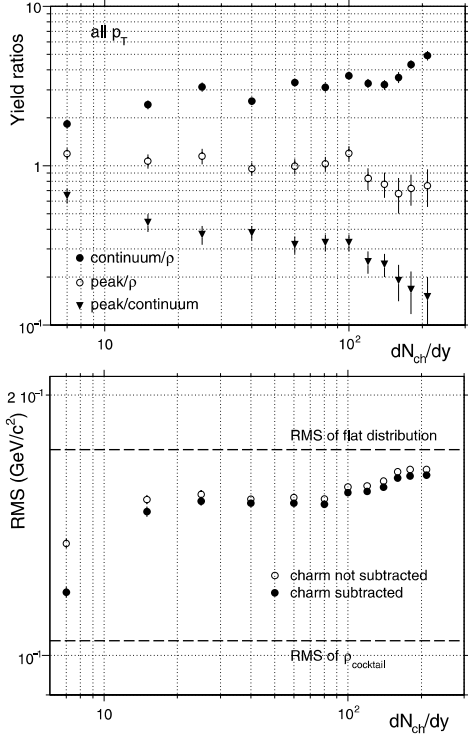 10
all p_T
Yield ratios
1
continuum/ρ
peak/ρ
peak/continuum
10^-1
10
10^2
dN_ch/dy
2 10^-1
RMS (GeV/c^2)
RMS of flat distribution
charm not subtracted
charm subtracted
RMS of ρ_cocktail
10^-1
10
10^2
dN_ch/dy